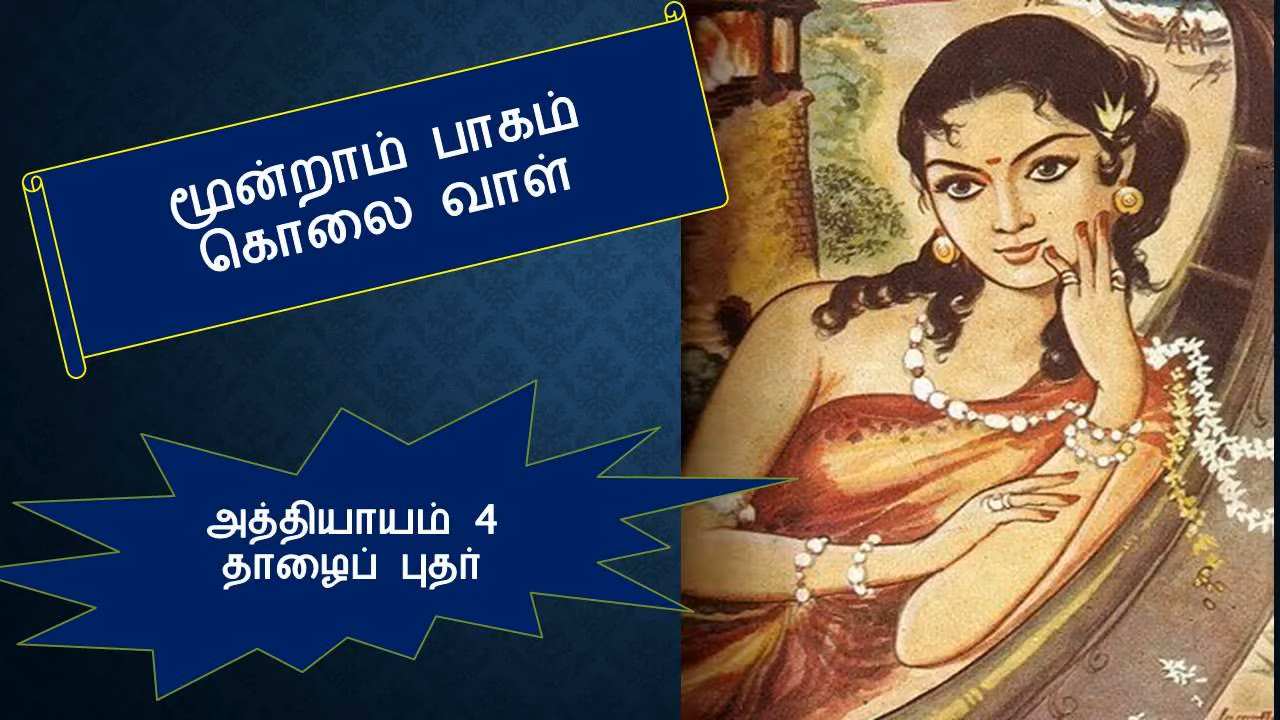 மூன்றாம் பாகம்
கொலை வாள்
அத்தியாயம் 4
தாழைப் புதர்